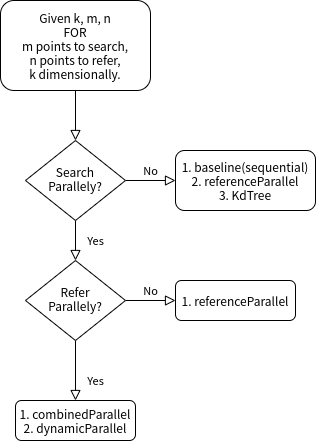 Given k, m, n
FOR
m points to search,
n points to refer,
k dimensionally.
Search
Parallely?
No
1. baseline(sequential)
2. referenceParallel
3. KdTree
Yes
Refer
Parallely?
No
1. referenceParallel
Yes
1. combinedParallel
2. dynamicParallel